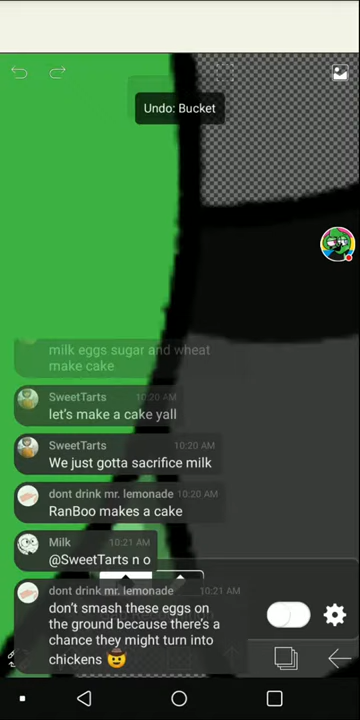 Undo: Bucket
milk eggs sugar and wheat
make cake
SweetTarts 10:20 AM
let's make a cake yall
SweetTarts 10:20 AM
We just gotta sacrifice milk
dont drink mr. lemonade 10:20 AM
RanBoo makes a cake
Milk 10:21 AM
@SweetTarts n o
dont drink mr. lemonade 10:21 AM
don't smash these eggs on
the ground because there's a
chance they might turn into
chickens 🤠